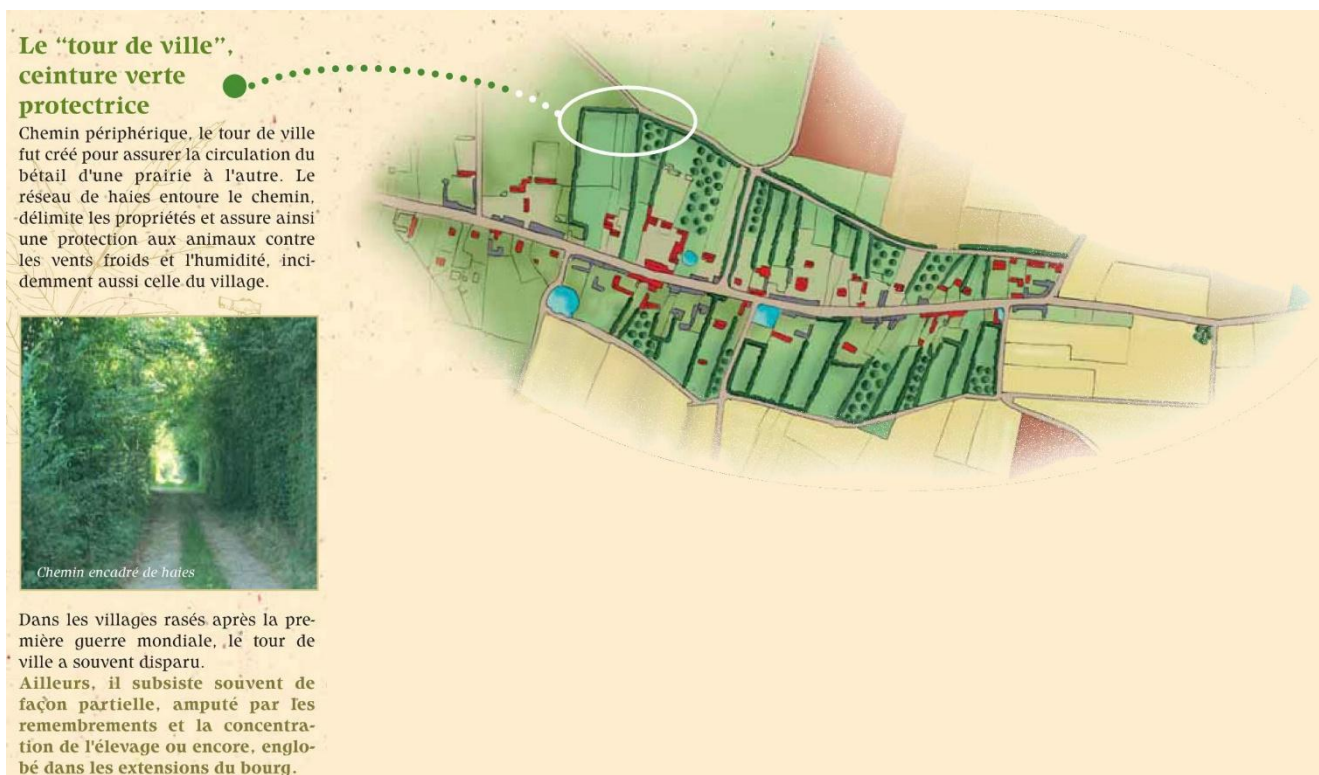 Le “tour de ville”,
ceinture verte
protectrice
Chemin périphérique, le tour de ville
fut créé pour assurer la circulation du
bétail d'une prairie à l'autre. Le
réseau de haies entoure le chemin,
délimite les propriétés et assure ainsi
une protection aux animaux contre
les vents froids et l'humidité, inci-
demment aussi celle du village.
Chemin encadré de haies
Dans les villages rasés après la pre-
mière guerre mondiale, le tour de
ville a souvent disparu.
Ailleurs, il subsiste souvent de
façon partielle, amputé par les
remembrements et la concentra-
tion de l'élevage ou encore, englo-
bé dans les extensions du bourg.